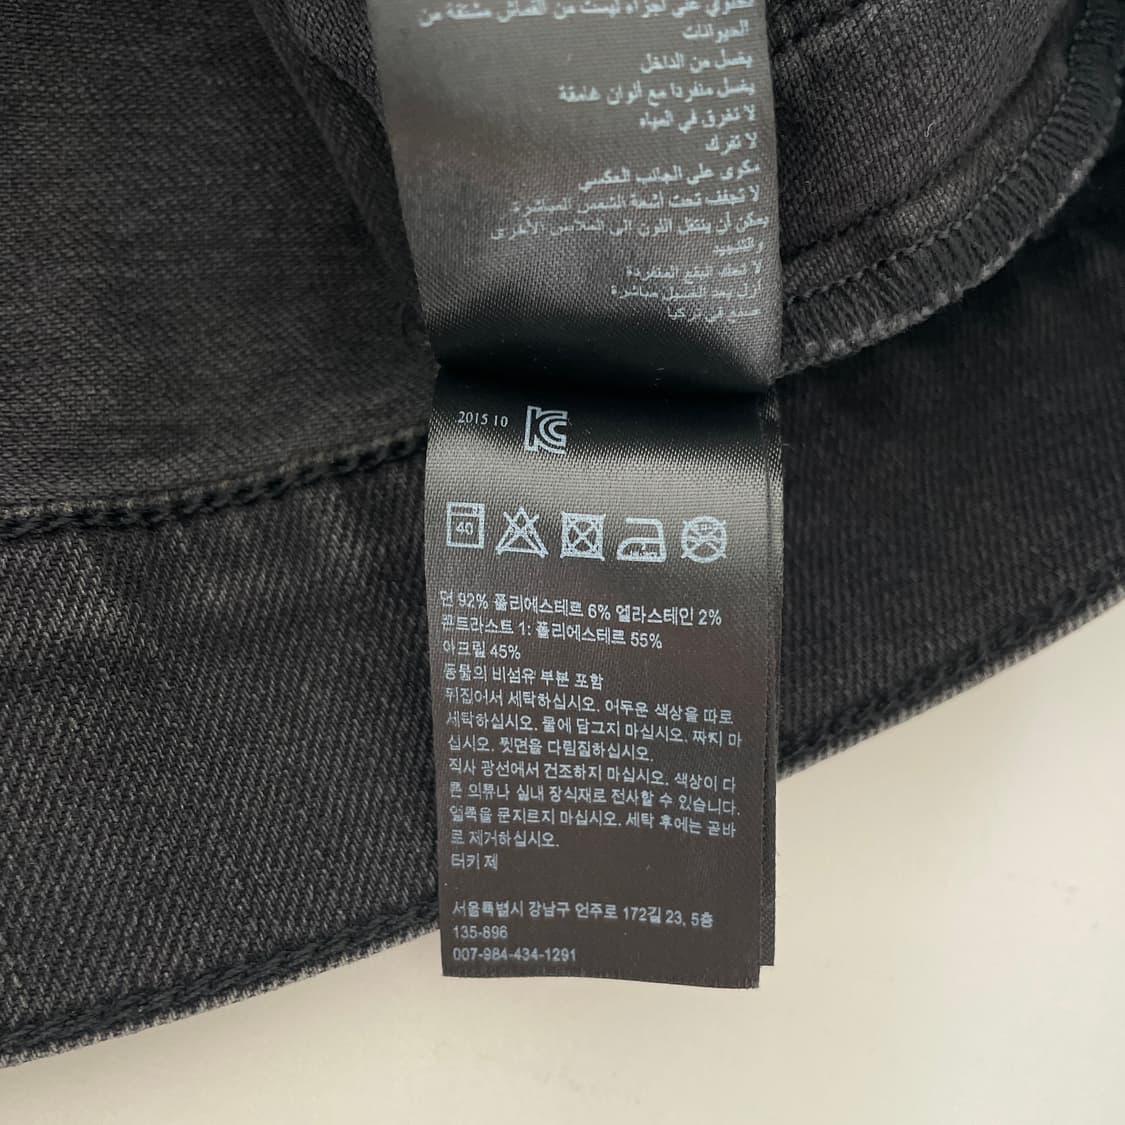 تحتوي على أجزاء ليست من القماش مشتقة من
الحيوانات
يغسل من الداخل
يغسل منفردا مع ألوان غامقة
لا تغرق في المياه
لا تفرك
مكوى على الجانب العكسي
لا تجفف تحت أشعة الشمس المباشرة
يمكن أن ينتقل اللون الى الملابس الأخرى
والتنجيد
لا تحك البقع المنفردة
أزل بعد الغسيل مباشرة
صنع في تركيا
2015 10
KC
40
면 92% 폴리에스테르 6% 엘라스테인 2%
콘트라스트 1: 폴리에스테르 55%
아크릴 45%
동물의 비섬유 부분 포함
뒤집어서 세탁하십시오. 어두운 색상을 따로
세탁하십시오. 물에 담그지 마십시오. 짜지 마
십시오. 뒷면을 다림질하십시오.
직사 광선에서 건조하지 마십시오. 색상이 다
른 의류나 실내 장식재로 전사할 수 있습니다.
얼룩을 문지르지 마십시오. 세탁 후에는 곧바
로 제거하십시오.
터키 제
서울특별시 강남구 언주로 172길 23, 5층
135-896
007-984-434-1291